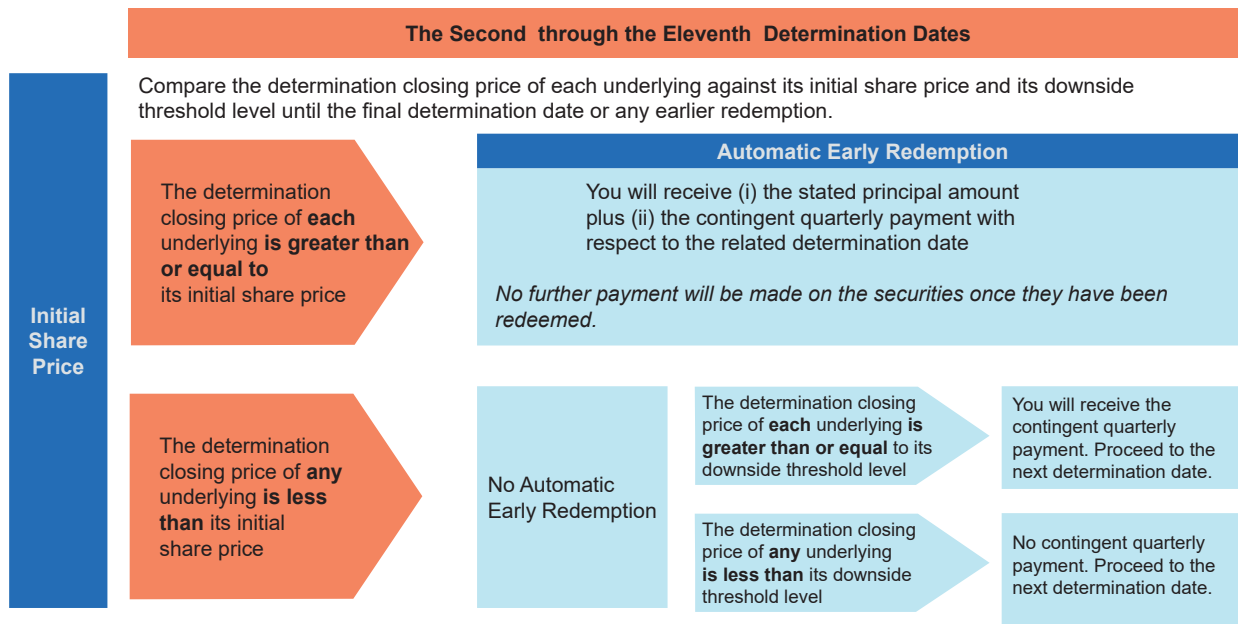 The Second through the Eleventh Determination Dates
Compare the determination closing price of each underlying against its initial share price and its downside
threshold level until the final determination date or any earlier redemption.
Initial
Share
Price
The determination
closing price of each
underlying is greater than
or equal to
its initial share price
Automatic Early Redemption
You will receive (i) the stated principal amount
plus (ii) the contingent quarterly payment with
respect to the related determination date
No further payment will be made on the securities once they have been
redeemed.
The determination
closing price of any
underlying is less
than its initial
share price
No Automatic
Early Redemption
The determination closing
price of each underlying is
greater than or equal to its
downside threshold level
You will receive the
contingent quarterly
payment. Proceed to the
next determination date.
The determination closing
price of any underlying
is less than its downside
threshold level
No contingent quarterly
payment. Proceed to the
next determination date.